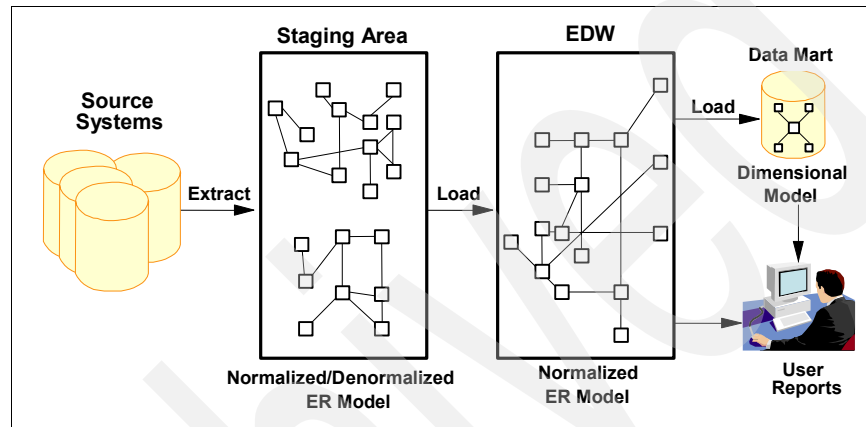 Staging Area
EDW
Data Mart
Source
Systems
Load
Extract
Load
Dimensional
Model
Normalized/Denormalized
ER Model
Normalized
ER Model
User
Reports